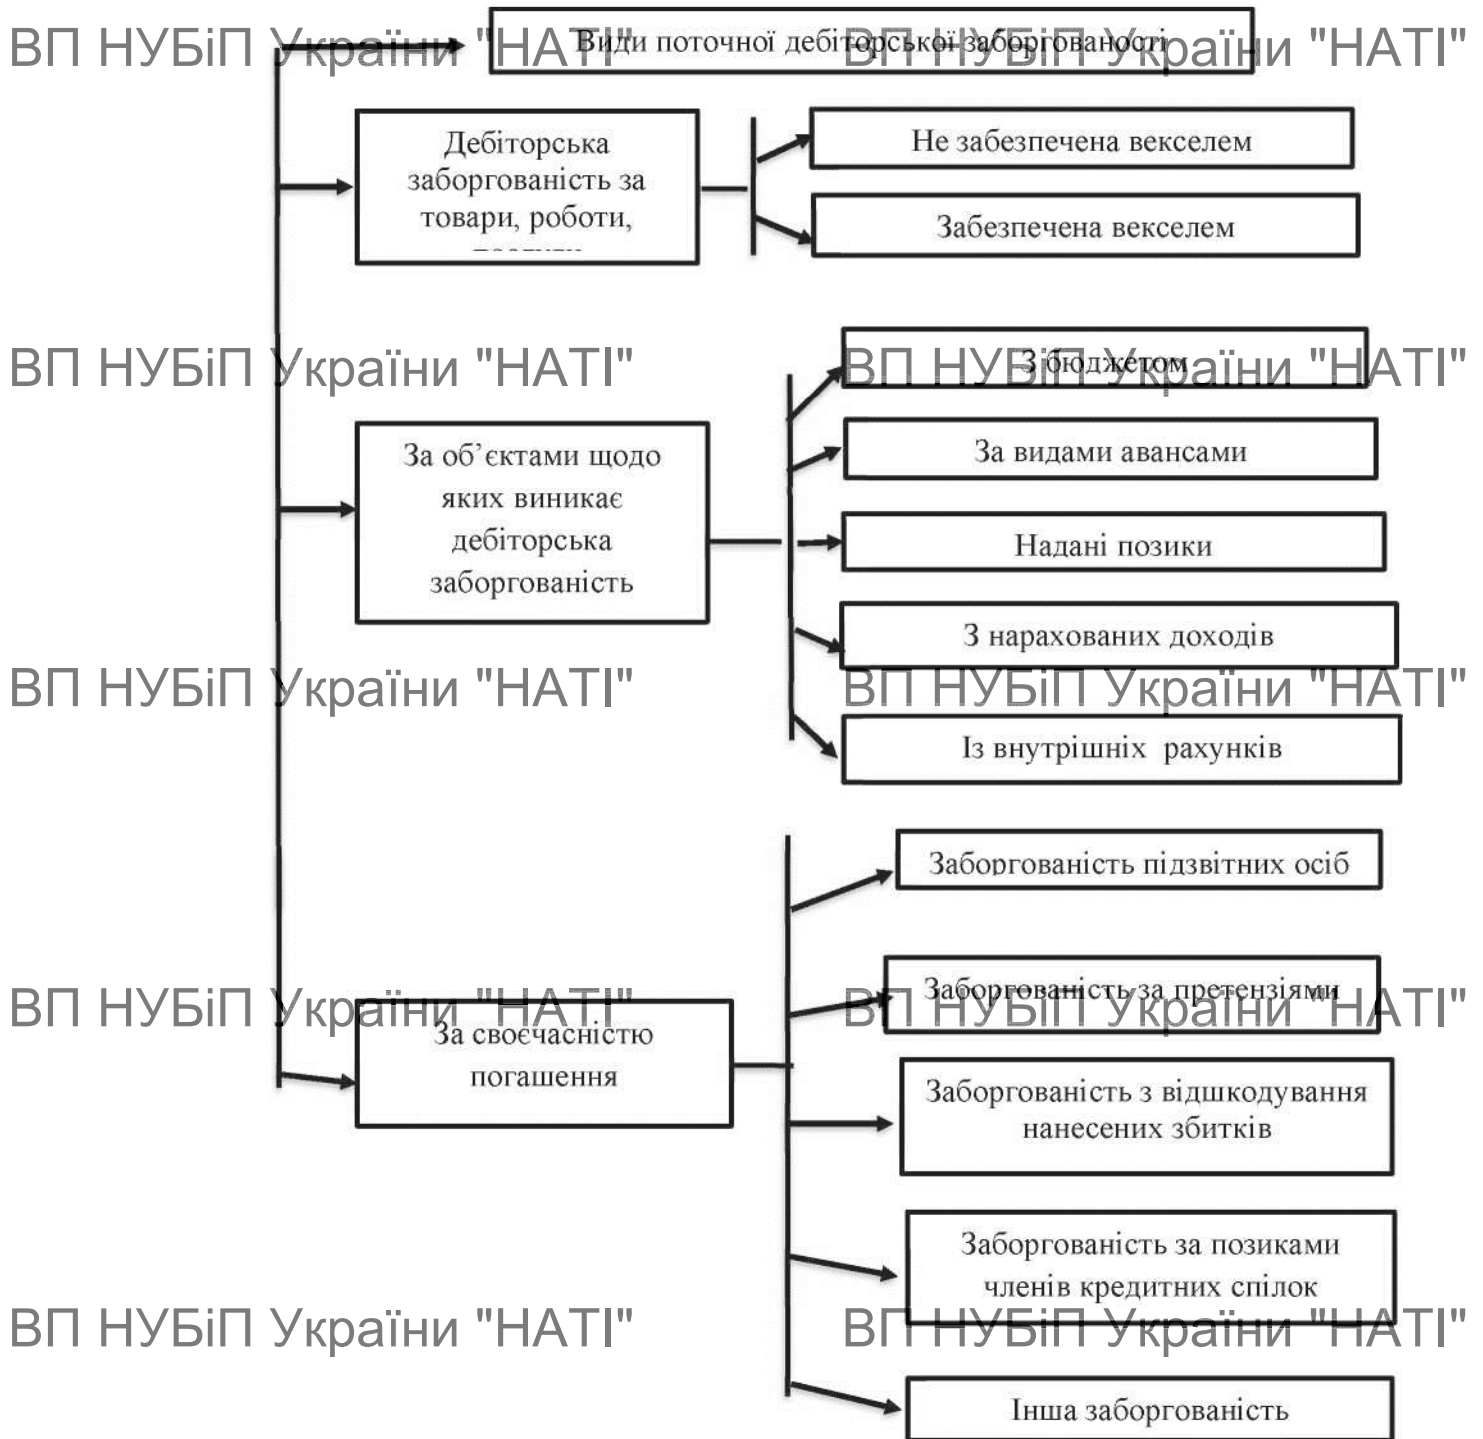 ВП НУБіП України "НАТІ" ВП НУБіП України "НАТІ"
Види поточної дебіторської заборгованості
Дебіторська
заборгованість за
товари, роботи,
Не забезпечена векселем
Забезпечена векселем
ВП НУБіП України "НАТІ" ВП НУБіП України "НАТІ"
З бюджетом
За об’єктами щодо
яких виникає
дебіторська
заборгованість
За видами авансами
Надані позики
З нарахованих доходів
ВП НУБіП України "НАТІ" ВП НУБіП України "НАТІ"
Із внутрішніх рахунків
Заборгованість підзвітних осіб
ВП НУБіП України "НАТІ" ВП НУБіП України "НАТІ"
Заборгованість за претензіями
За своєчасністю
погашення
Заборгованість з відшкодування
нанесених збитків
Заборгованість за позиками
членів кредитних спілок
ВП НУБіП України "НАТІ" ВП НУБіП України "НАТІ"
Інша заборгованість